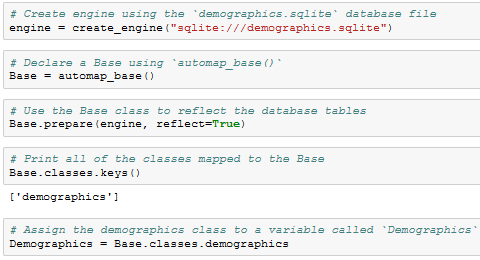 # Create engine using the `demographics.sqlite` database file
engine = create_engine("sqlite:///demographics.sqlite")
# Declare a Base using `automap_base()`
Base = automap_base()
# Use the Base class to reflect the database tables
Base.prepare(engine, reflect=True)
# Print all of the classes mapped to the Base
Base.classes.keys()
['demographics']
# Assign the demographics class to a variable called `Demographics`
Demographics = Base.classes.demographics